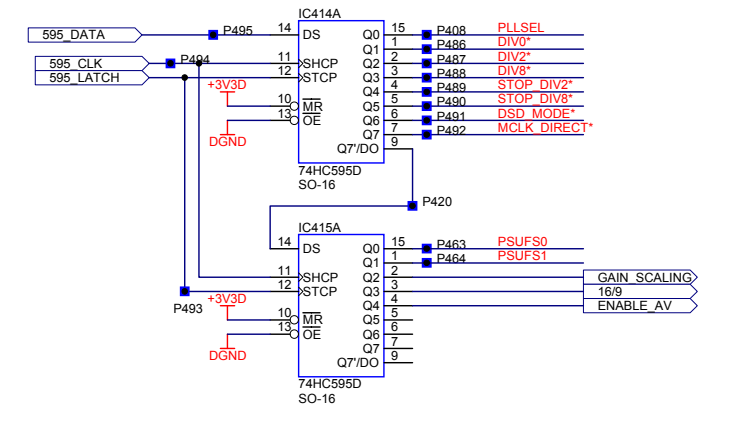 IC414A
595_DATA P495 14 DS Q0 15 P408 PLLSEL
Q1 1 P486 DIV0*
595_CLK P494 11 SHCP Q2 2 P487 DIV2*
595_LATCH 12 STCP Q3 3 P488 DIV8*
+3V3D Q4 4 P489 STOP_DIV2*
10 MR Q5 5 P490 STOP_DIV8*
13 OE Q6 6 P491 DSD_MODE*
DGND Q7 7 P492 MCLK_DIRECT*
Q7'/DO 9
74HC595D
SO-16
P420
IC415A
14 DS Q0 15 P463 PSUFS0
Q1 1 P464 PSUFS1
11 SHCP Q2 2 GAIN_SCALING
12 STCP Q3 3 16/9
P493 +3V3D Q4 4 ENABLE_AV
10 MR Q5 5
13 OE Q6 6
DGND Q7 7
Q7'/DO 9
74HC595D
SO-16